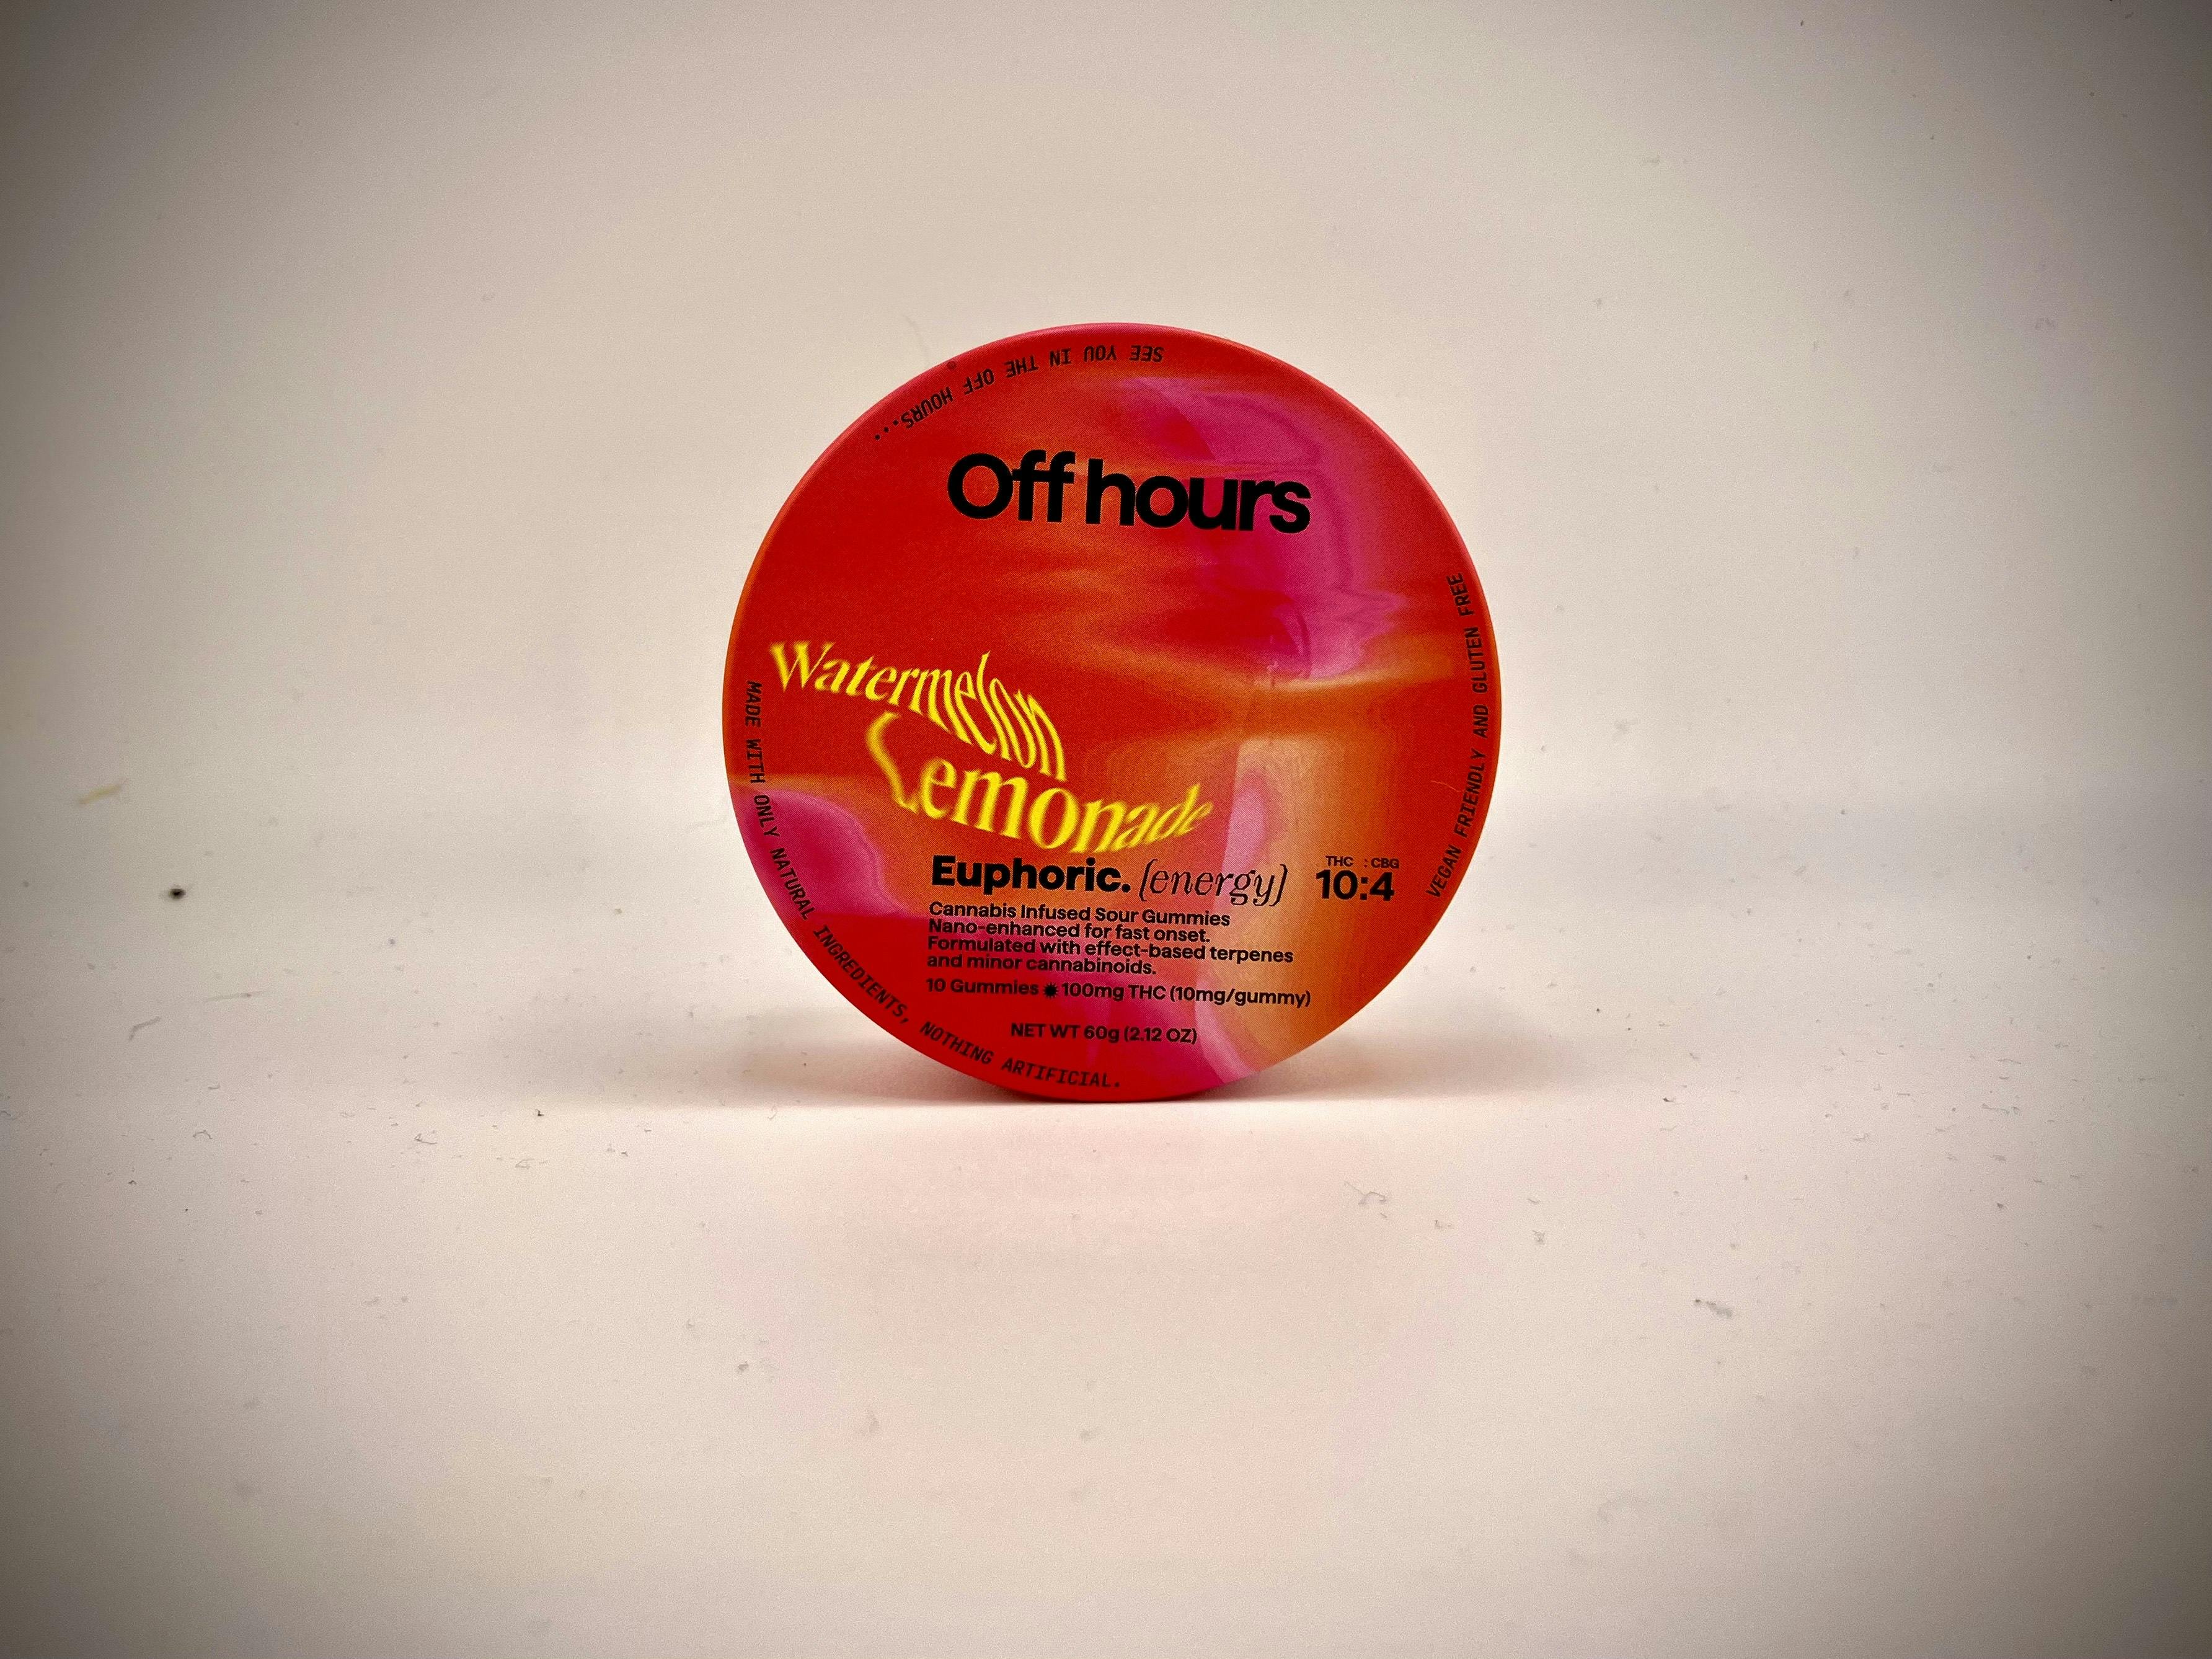 SEE YOU IN THE OFF HOURS...
Off hours
Watermelon
Lemonade
Euphoric. (energy)
THC : CBG
10:4
Cannabis Infused Sour Gummies
Nano-enhanced for fast onset.
Formulated with effect-based terpenes
and minor cannabinoids.
10 Gummies ✹ 100mg THC (10mg/gummy)
NET WT 60g (2.12 OZ)
MADE WITH ONLY NATURAL INGREDIENTS, NOTHING ARTIFICIAL.
VEGAN FRIENDLY AND GLUTEN FREE